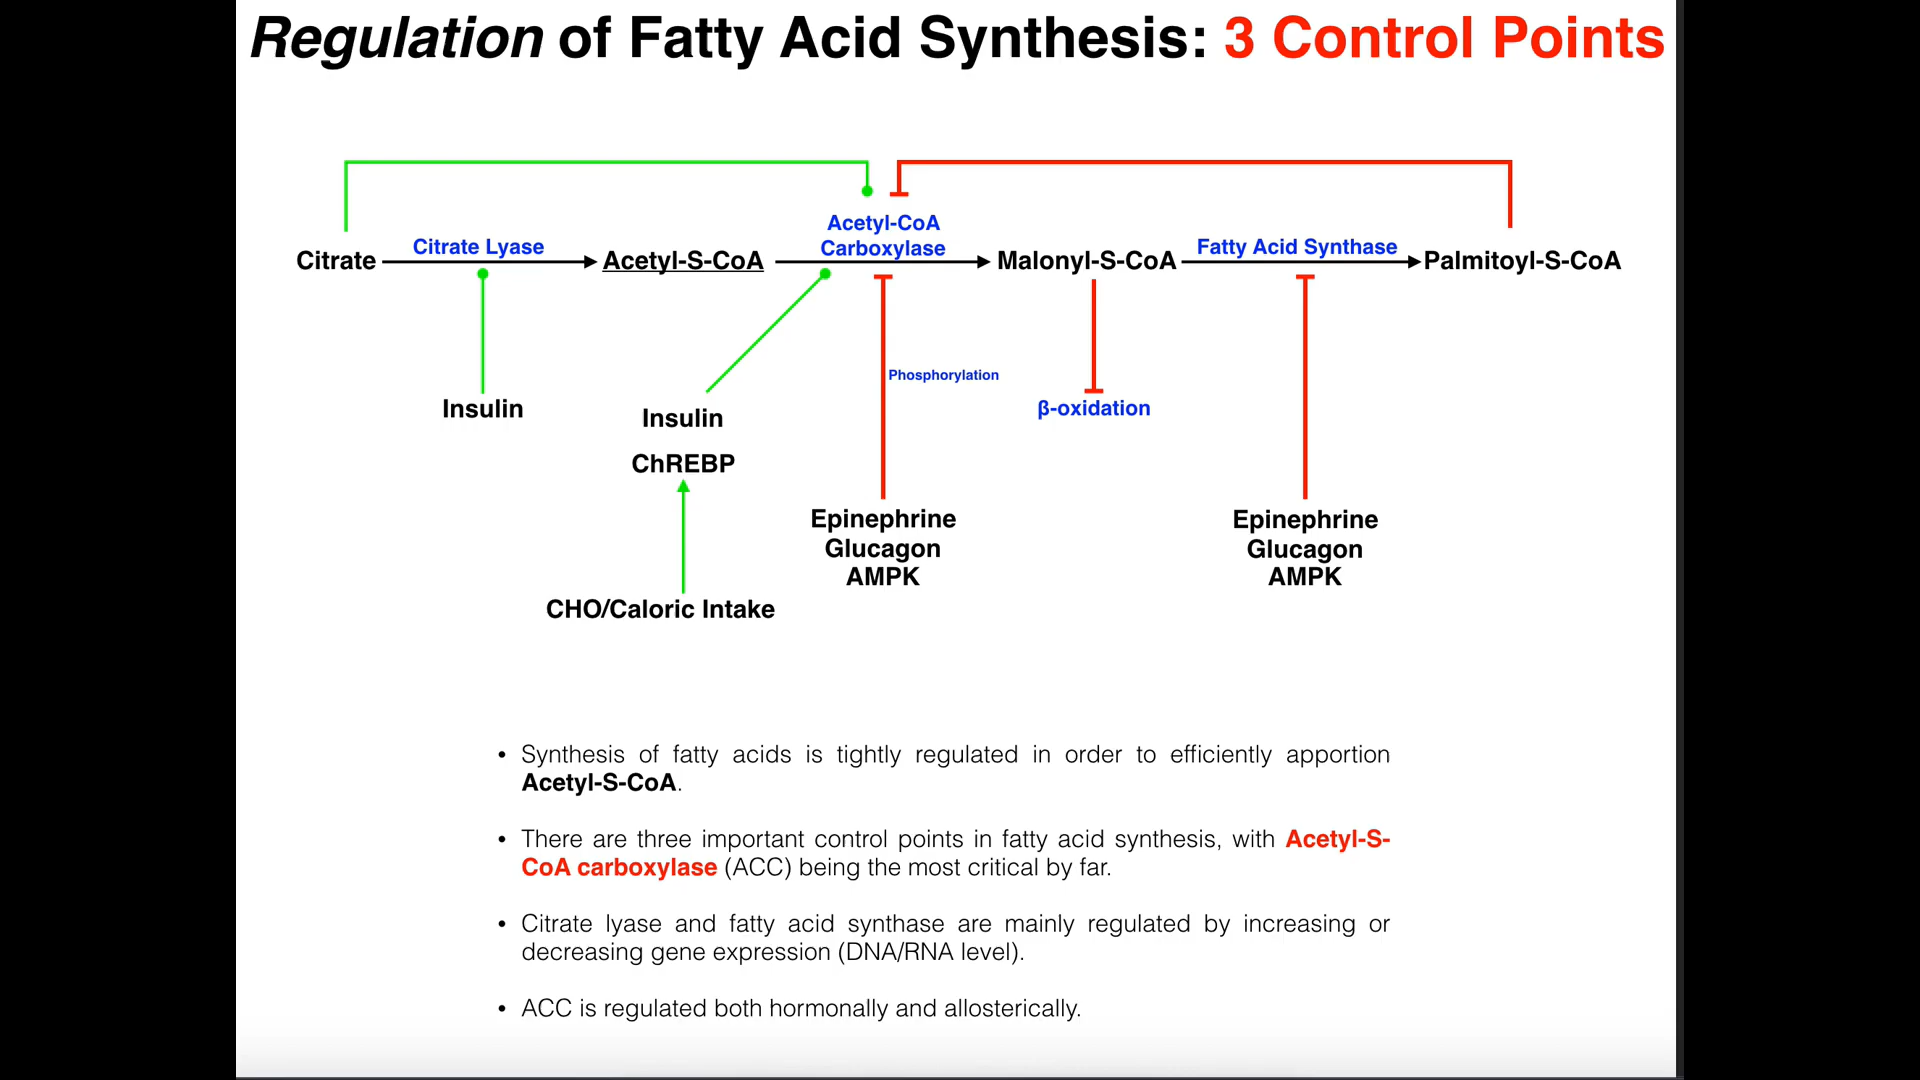 Regulation of Fatty Acid Synthesis: 3 Control Points
Acetyl-CoA
Carboxylase
Citrate
Citrate Lyase
Acetyl-S-CoA
Malonyl-S-CoA
Fatty Acid Synthase
Palmitoyl-S-CoA
Phosphorylation
Insulin
Insulin
β-oxidation
ChREBP
Epinephrine
Glucagon
AMPK
Epinephrine
Glucagon
AMPK
CHO/Caloric Intake
• Synthesis of fatty acids is tightly regulated in order to efficiently apportion
Acetyl-S-CoA.
• There are three important control points in fatty acid synthesis, with Acetyl-S-
CoA carboxylase (ACC) being the most critical by far.
• Citrate lyase and fatty acid synthase are mainly regulated by increasing or
decreasing gene expression (DNA/RNA level).
• ACC is regulated both hormonally and allosterically.